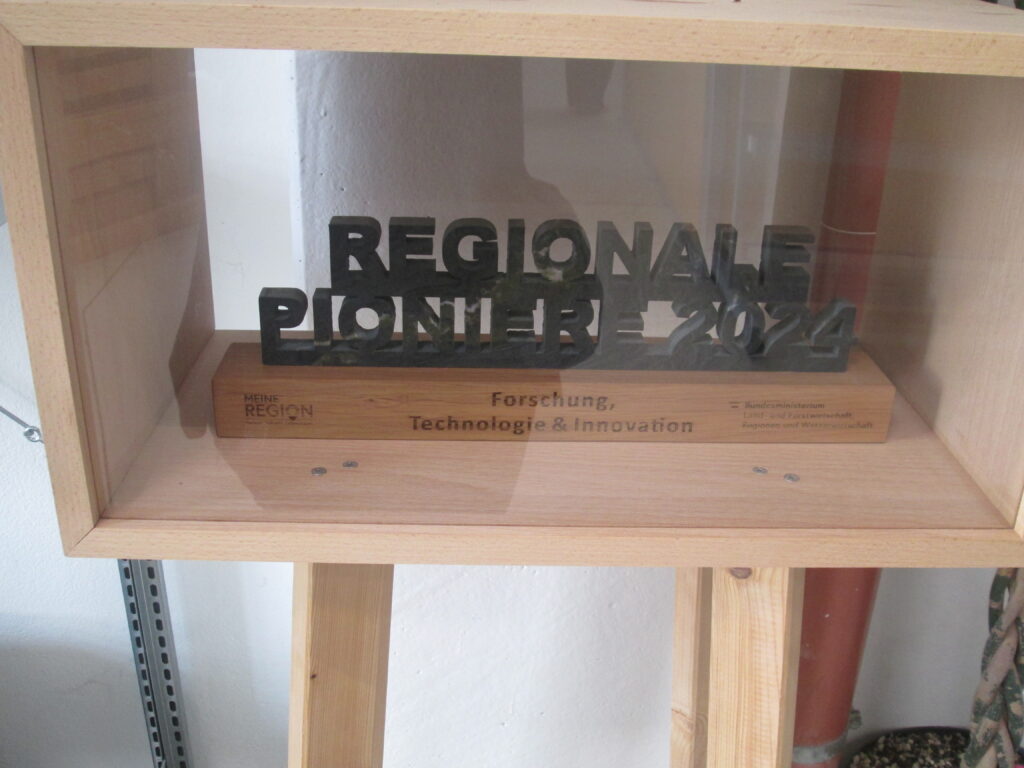 REGIONALE
PIONIERE 2024
MEINE
REGION
Forschung,
Technologie & Innovation
Bundesministerium
Land- und Forstwirtschaft,
Regionen und Wasserwirtschaft